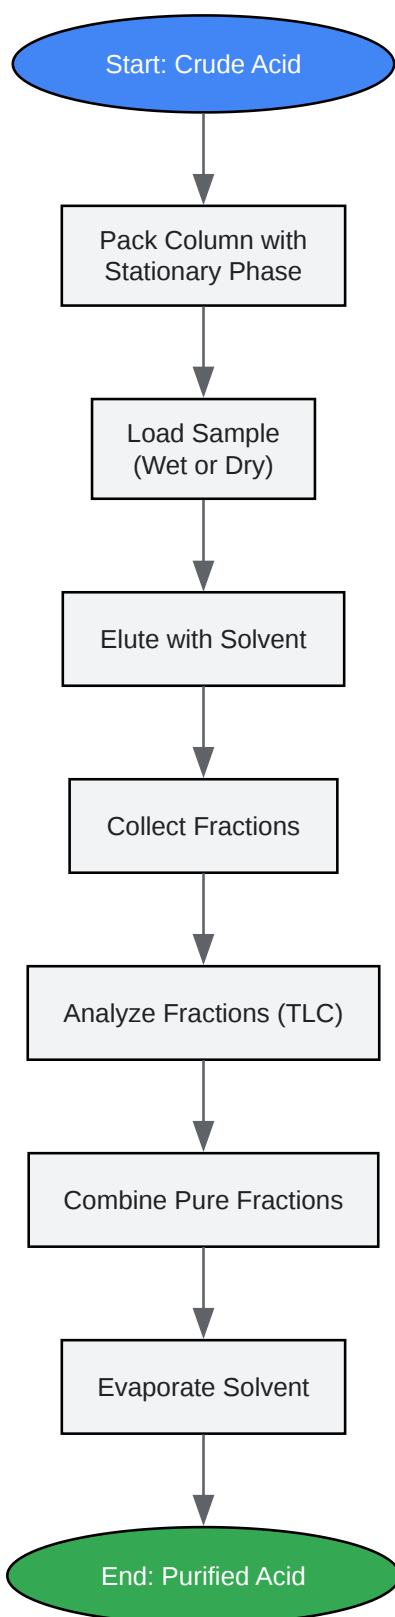 Start: Crude Acid
Pack Column with
Stationary Phase
Load Sample
(Wet or Dry)
Elute with Solvent
Collect Fractions
Analyze Fractions (TLC)
Combine Pure Fractions
Evaporate Solvent
End: Purified Acid